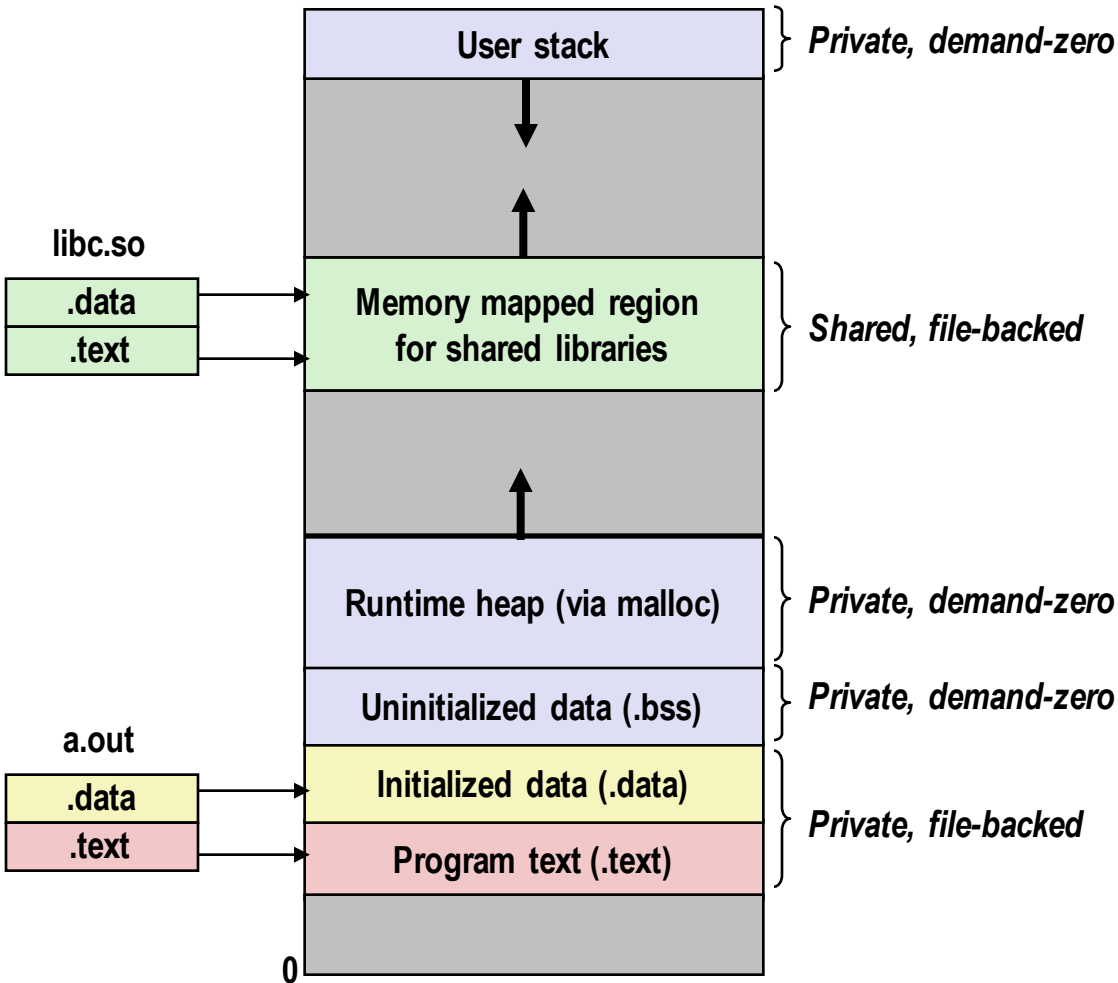 User stack
Private, demand-zero
libc.so
.data
.text
Memory mapped region
for shared libraries
Shared, file-backed
Runtime heap (via malloc)
Private, demand-zero
Uninitialized data (.bss)
Private, demand-zero
a.out
.data
.text
Initialized data (.data)
Program text (.text)
Private, file-backed
0